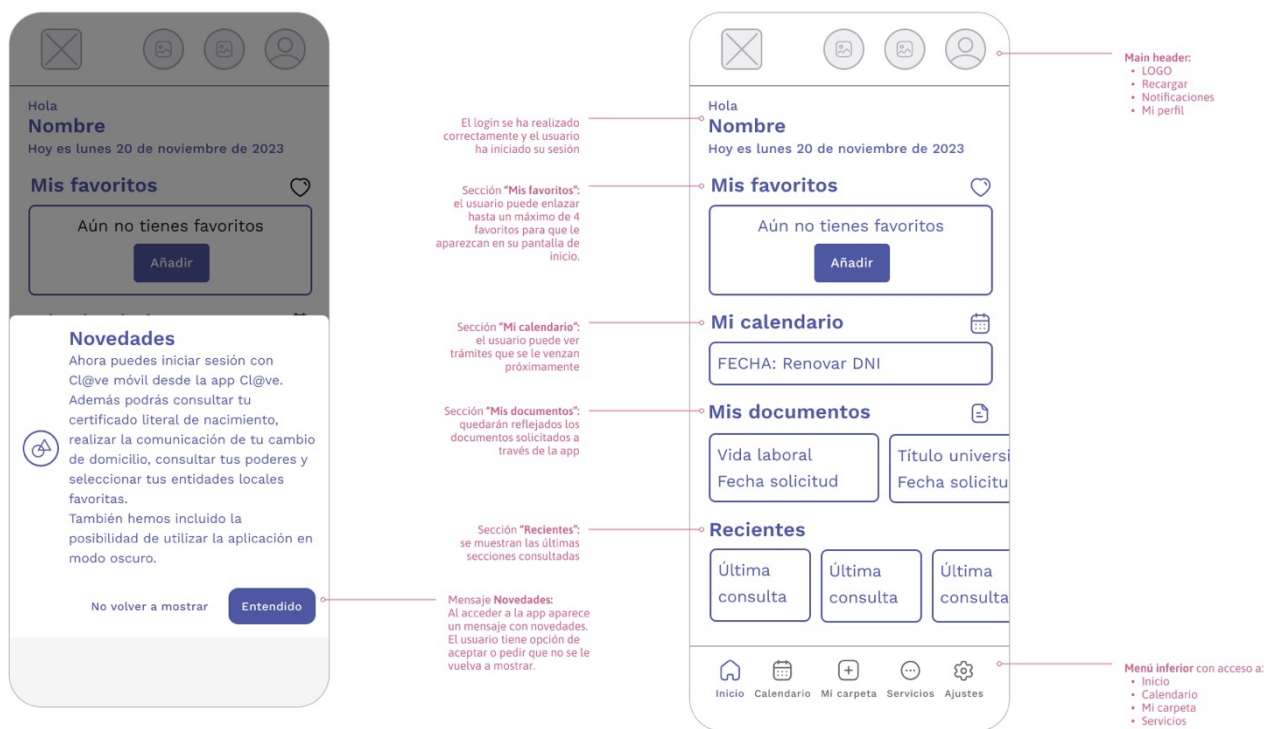 Hola
Nombre
Hoy es lunes 20 de noviembre de 2023
Mis favoritos
Aún no tienes favoritos
Añadir
Novedades
Ahora puedes iniciar sesión con
Cl@ve móvil desde la app Cl@ve.
Además podrás consultar tu
certificado literal de nacimiento,
realizar la comunicación de tu cambio
de domicilio, consultar tus poderes y
seleccionar tus entidades locales
favoritas.
También hemos incluido la
posibilidad de utilizar la aplicación en
modo oscuro.
No volver a mostrar
Entendido
El login se ha realizado
correctamente y el usuario
ha iniciado su sesión
Sección "Mis favoritos":
el usuario puede enlazar
hasta un máximo de 4
favoritos para que le
aparezcan en su pantalla de
inicio.
Sección "Mi calendario":
el usuario puede ver
trámites que se le venzan
próximamente
Sección "Mis documentos":
quedarán reflejados los
documentos solicitados a
través de la app
Sección "Recientes":
se muestran las últimas
secciones consultadas
Mensaje Novedades:
Al acceder a la app aparece
un mensaje con novedades.
El usuario tiene opción de
aceptar o pedir que no se le
vuelva a mostrar.
Hola
Nombre
Hoy es lunes 20 de noviembre de 2023
Mis favoritos
Aún no tienes favoritos
Añadir
Mi calendario
FECHA: Renovar DNI
Mis documentos
Vida laboral
Fecha solicitud
Título universi
Fecha solicitu
Recientes
Última
consulta
Última
consulta
Última
consulta
Inicio
Calendario
Mi carpeta
Servicios
Ajustes
Main header:
• LOGO
• Recargar
• Notificaciones
• Mi perfil
Menú inferior con acceso a:
• Inicio
• Calendario
• Mi carpeta
• Servicios